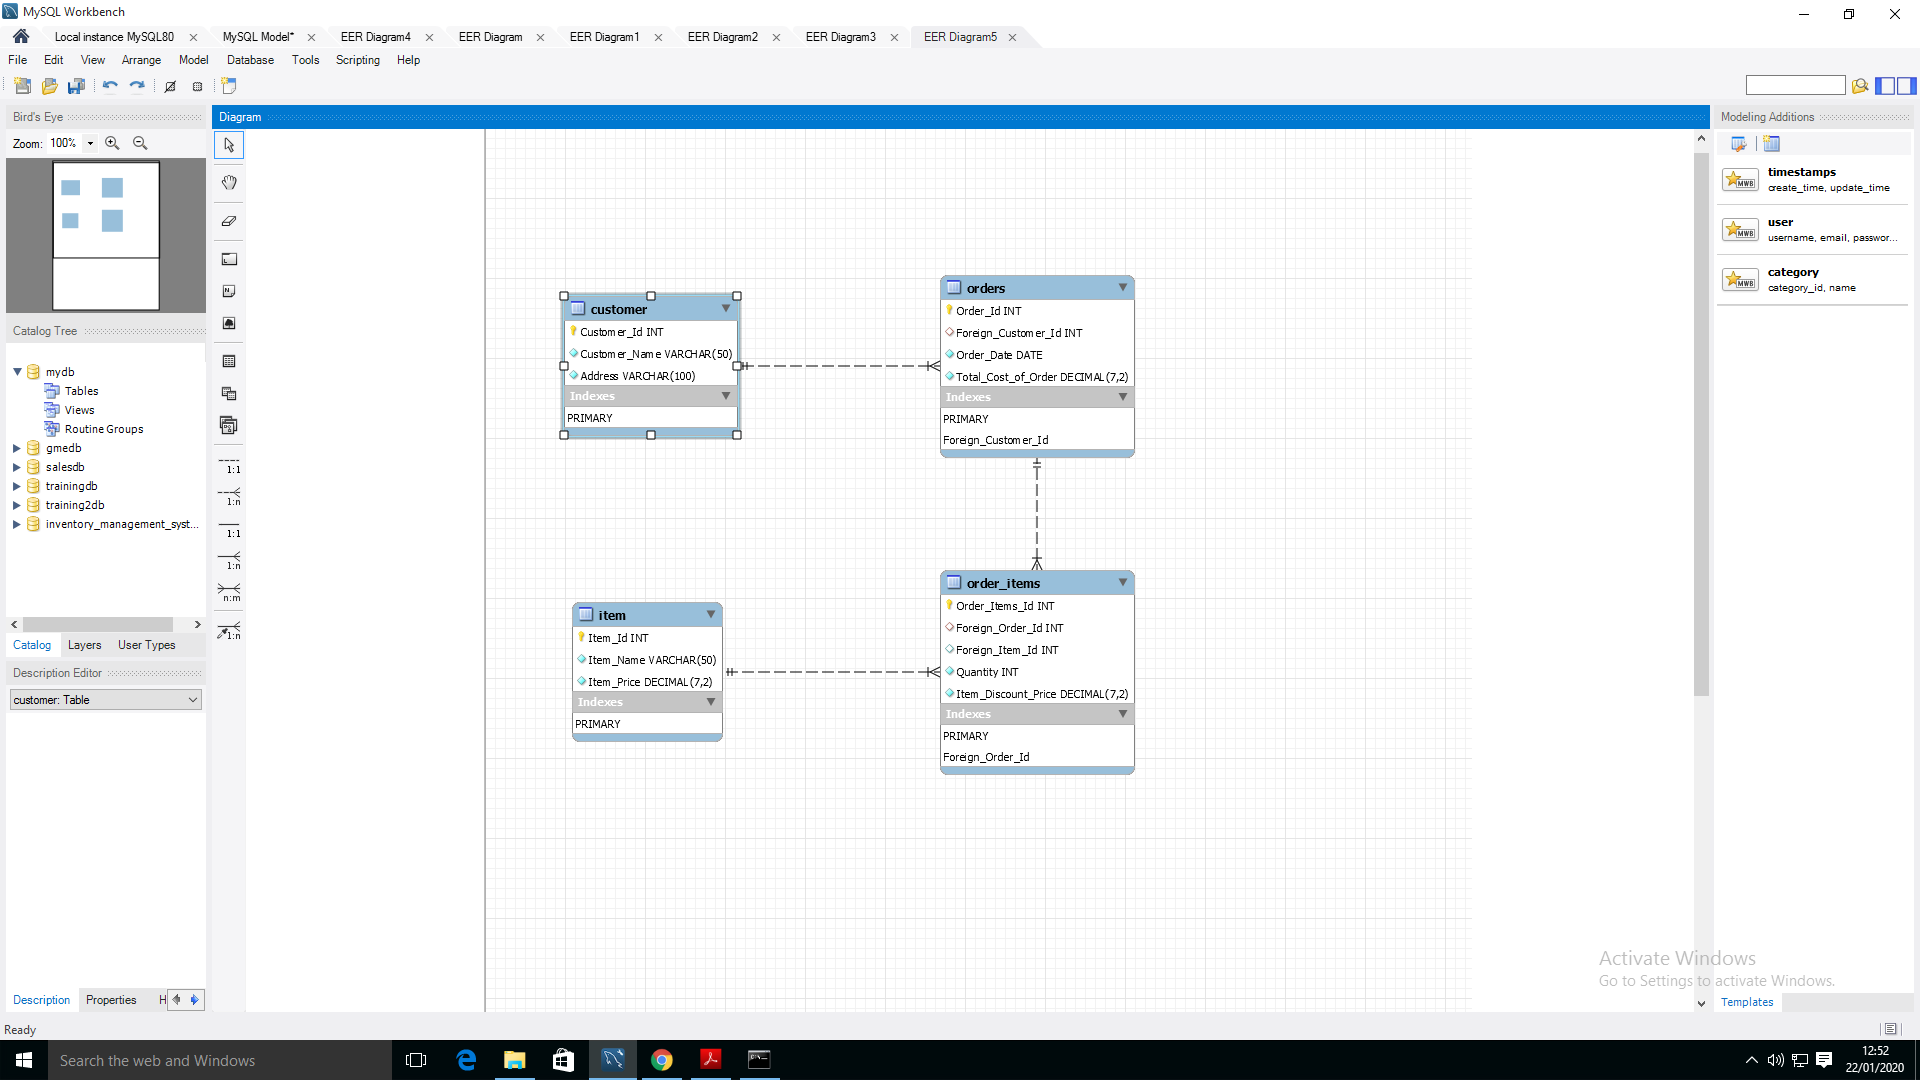 MySQL Workbench
Local instance MySQL80
MySQL Model*
EER Diagram4
EER Diagram
EER Diagram1
EER Diagram2
EER Diagram3
EER Diagram5
File Edit View Arrange Model Database Tools Scripting Help
Bird's Eye
Zoom: 100%
Catalog Tree
mydb
Tables
Views
Routine Groups
gmedb
salesdb
trainingdb
training2db
inventory_management_syst...
Catalog Layers User Types
Description Editor
customer: Table
Description Properties H
Ready
Diagram
1:1
1:n
1:1
1:n
n:m
1:n
customer
Customer_Id INT
Customer_Name VARCHAR(50)
Address VARCHAR(100)
Indexes
PRIMARY
orders
Order_Id INT
Foreign_Customer_Id INT
Order_Date DATE
Total_Cost_of_Order DECIMAL(7,2)
Indexes
PRIMARY
Foreign_Customer_Id
item
Item_Id INT
Item_Name VARCHAR(50)
Item_Price DECIMAL(7,2)
Indexes
PRIMARY
order_items
Order_Items_Id INT
Foreign_Order_Id INT
Foreign_Item_Id INT
Quantity INT
Item_Discount_Price DECIMAL(7,2)
Indexes
PRIMARY
Foreign_Order_Id
Modeling Additions
MWB
timestamps
create_time, update_time
MWB
user
username, email, passwor...
MWB
category
category_id, name
Activate Windows
Go to Settings to activate Windows.
Templates
Search the web and Windows
12:52
22/01/2020